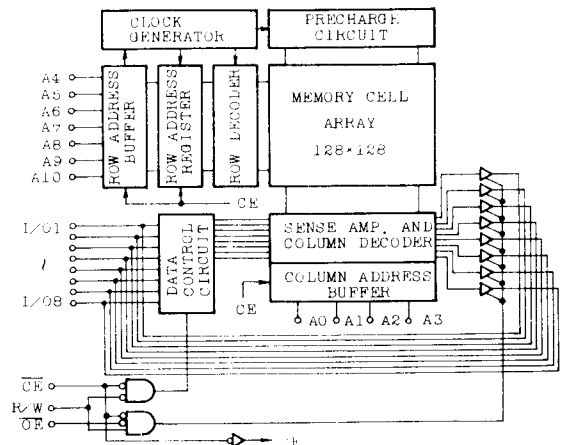 CLOCK
GENERATOR
PRECHARGE
CIRCUIT
A4
A5
A6
A7
A8
A9
A10
ROW ADDRESS
BUFFER
ROW ADDRESS
REGISTER
ROW DECODER
MEMORY CELL
ARRAY
128×128
CE
I/O1
~
I/O8
DATA
CONTROL
CIRCUIT
SENSE AMP. AND
COLUMN DECODER
COLUMN ADDRESS
BUFFER
CE
A0 A1 A2 A3
CE
R/W
OE
CE